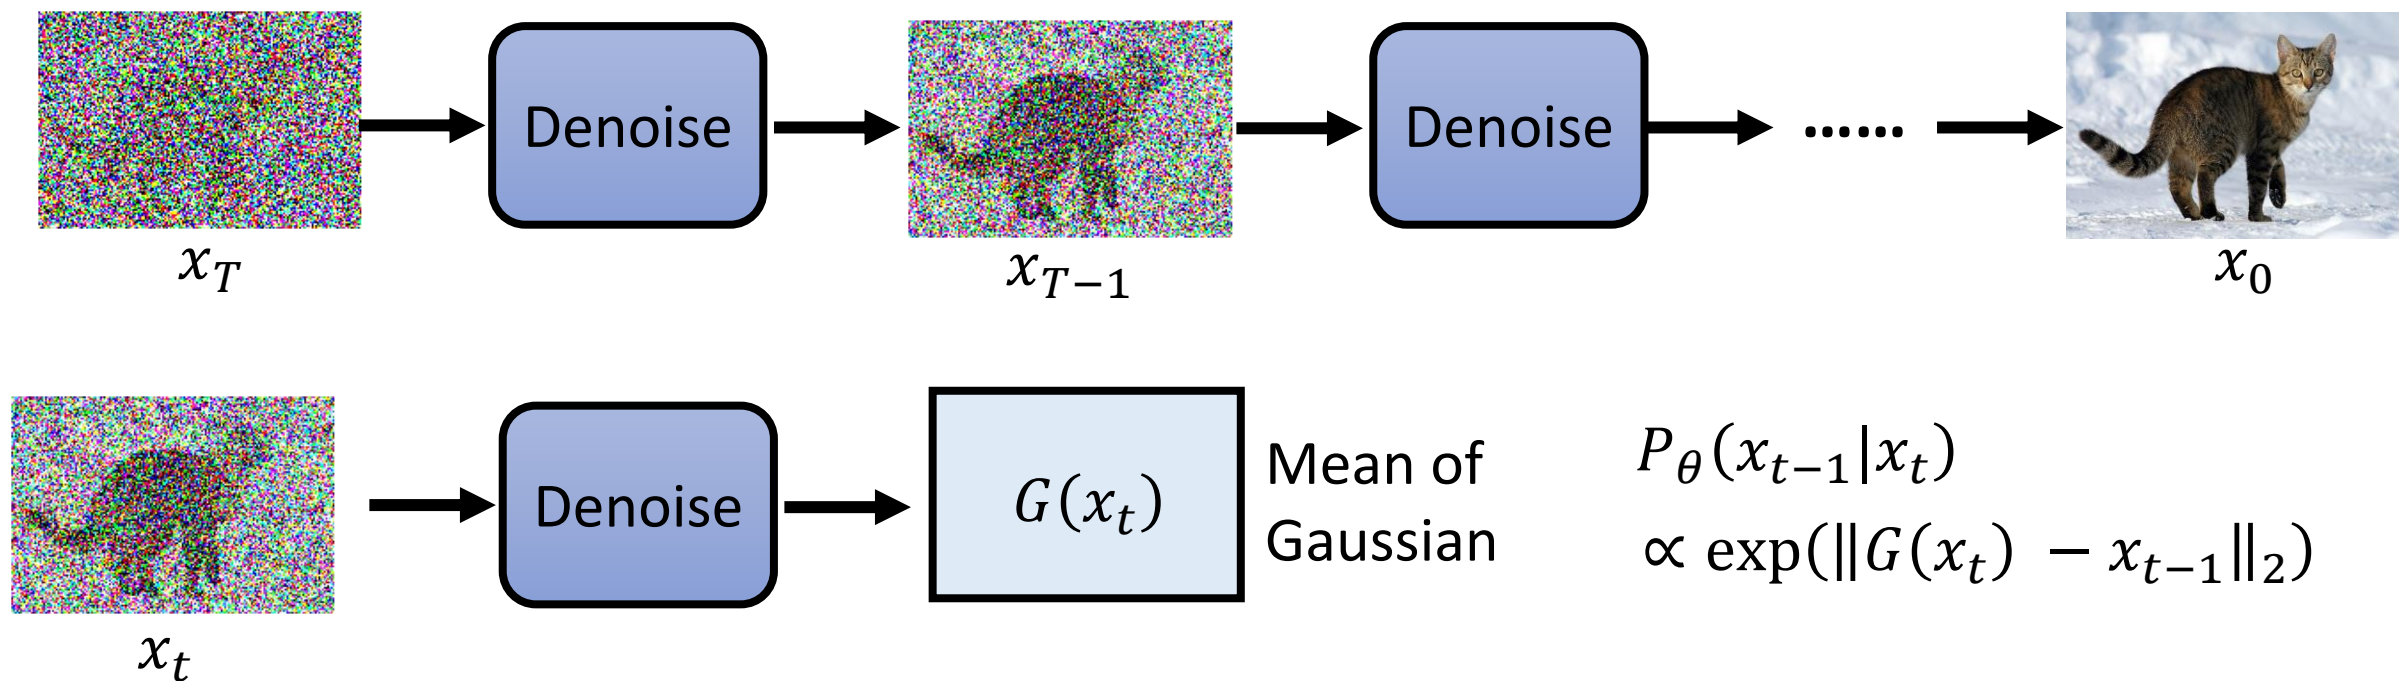 Denoise
Denoise
......
x_T
x_{T-1}
x_0
Denoise
G(x_t)
Mean of
Gaussian
P_θ(x_{t-1}|x_t)
∝ exp(‖G(x_t) − x_{t-1}‖_2)
x_t